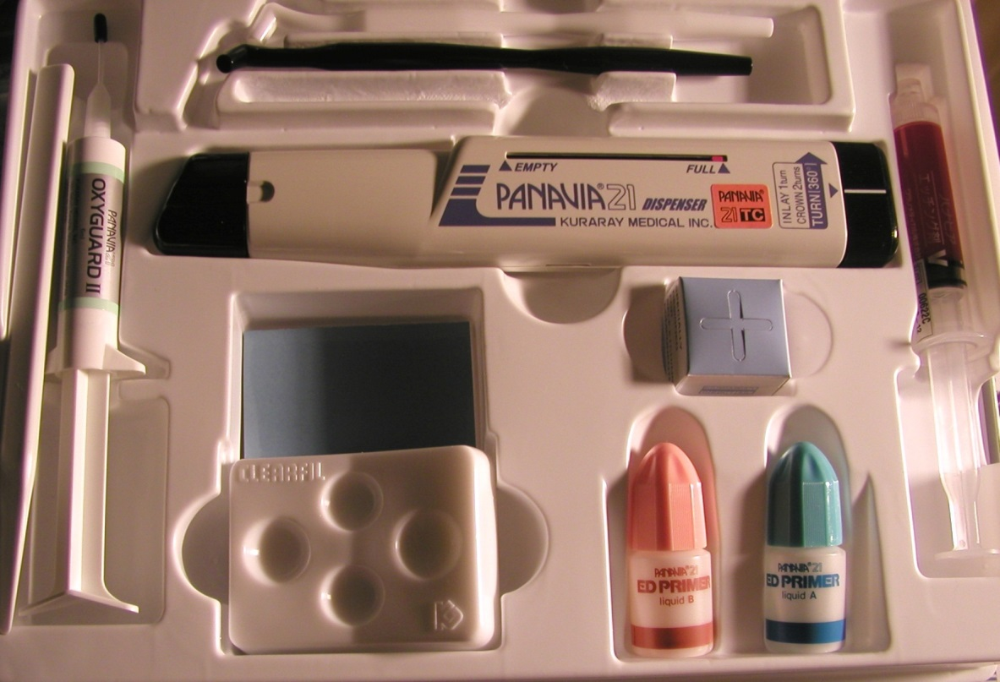 PANAVIA®21
OXYGUARD II
EMPTY
FULL
PANAVIA®21 DISPENSER
KURARAY MEDICAL INC.
PANAVIA®
21 TC
INLAY 1turn
CROWN 2turns
TURN 360°
CLEARFIL
PANAVIA®21
ED PRIMER
liquid B
PANAVIA®21
ED PRIMER
liquid A